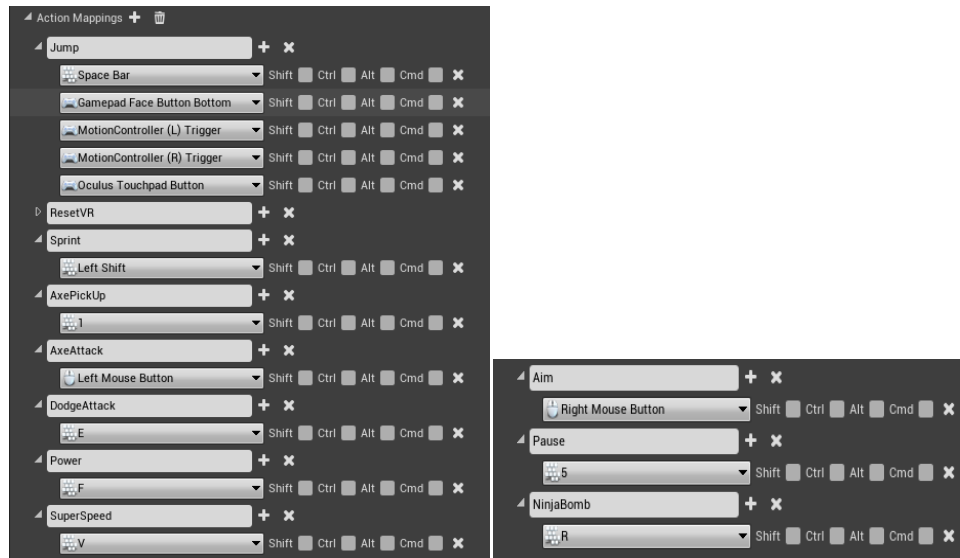 Action Mappings
Jump
Space Bar Shift Ctrl Alt Cmd
Gamepad Face Button Bottom Shift Ctrl Alt Cmd
MotionController (L) Trigger Shift Ctrl Alt Cmd
MotionController (R) Trigger Shift Ctrl Alt Cmd
Oculus Touchpad Button Shift Ctrl Alt Cmd
ResetVR
Sprint
Left Shift Shift Ctrl Alt Cmd
AxePickUp
1 Shift Ctrl Alt Cmd
AxeAttack
Left Mouse Button Shift Ctrl Alt Cmd
DodgeAttack
E Shift Ctrl Alt Cmd
Power
F Shift Ctrl Alt Cmd
SuperSpeed
V Shift Ctrl Alt Cmd
Aim
Right Mouse Button Shift Ctrl Alt Cmd
Pause
5 Shift Ctrl Alt Cmd
NinjaBomb
R Shift Ctrl Alt Cmd